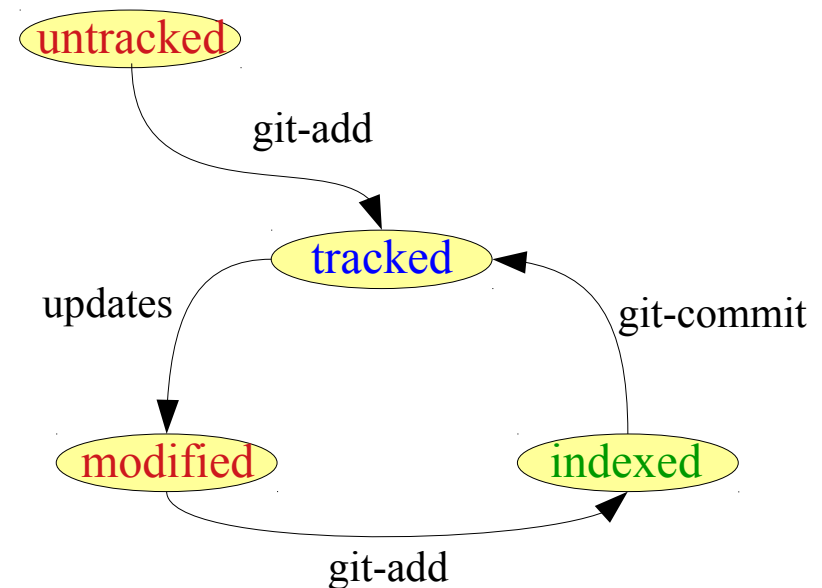 untracked
git-add
tracked
updates
git-commit
modified
indexed
git-add